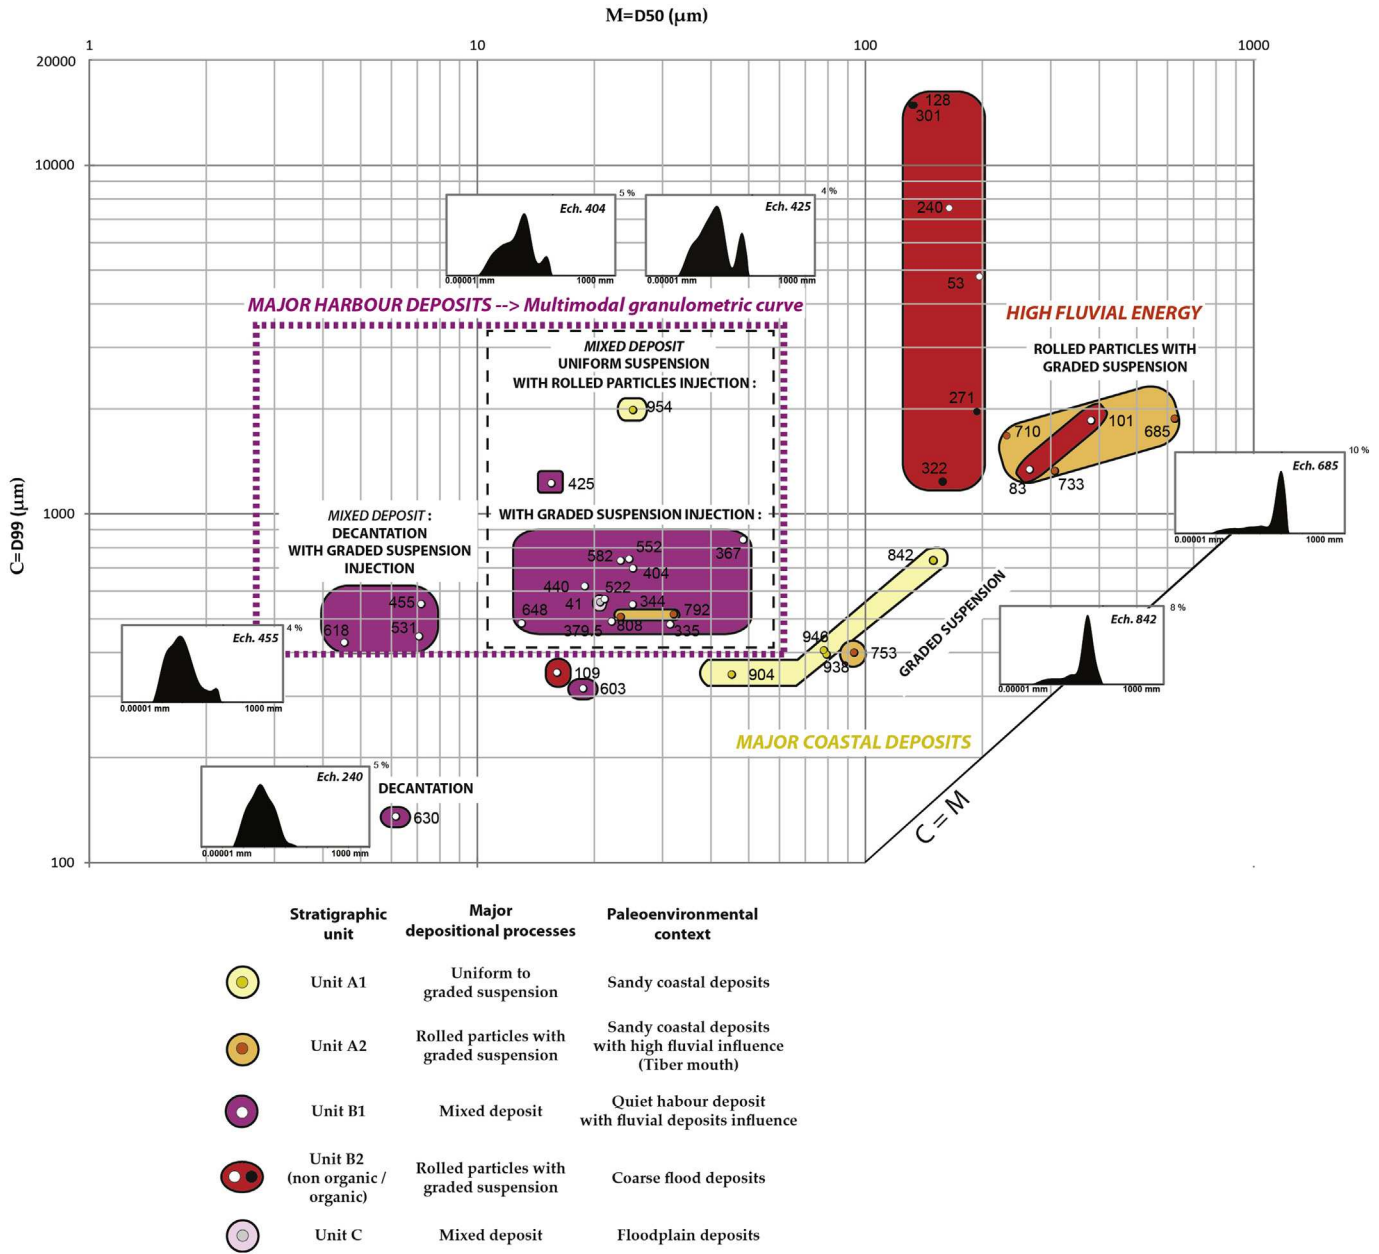 M=D50 (µm)
1 10 100 1000
20000
128
301
10000
5 %
4 %
Ech. 404
Ech. 425
240
0.00001 mm 1000 mm
0.00001 mm 1000 mm
53
MAJOR HARBOUR DEPOSITS --> Multimodal granulometric curve
HIGH FLUVIAL ENERGY
MIXED DEPOSIT
UNIFORM SUSPENSION
WITH ROLLED PARTICLES INJECTION :
ROLLED PARTICLES WITH
GRADED SUSPENSION
954
271
710
101
685
10 %
Ech. 685
322
425
83
733
C=D99 (µm)
1000
WITH GRADED SUSPENSION INJECTION :
MIXED DEPOSIT :
DECANTATION
WITH GRADED SUSPENSION
INJECTION
0.00001 mm 1000 mm
552
582
367
842
404
440
522
455
41
344
648
792
618
531
379.5
808
335
8 %
Ech. 842
4 %
Ech. 455
946
938
753
GRADED SUSPENSION
109
904
603
0.00001 mm 1000 mm
0.00001 mm 1000 mm
MAJOR COASTAL DEPOSITS
5 %
Ech. 240
DECANTATION
630
C = M
0.00001 mm 1000 mm
100
Stratigraphic
unit
Major
depositional processes
Paleoenvironmental
context
Unit A1
Uniform to
graded suspension
Sandy coastal deposits
Unit A2
Rolled particles with
graded suspension
Sandy coastal deposits
with high fluvial influence
(Tiber mouth)
Unit B1
Mixed deposit
Quiet habour deposit
with fluvial deposits influence
Unit B2
(non organic /
organic)
Rolled particles with
graded suspension
Coarse flood deposits
Unit C
Mixed deposit
Floodplain deposits